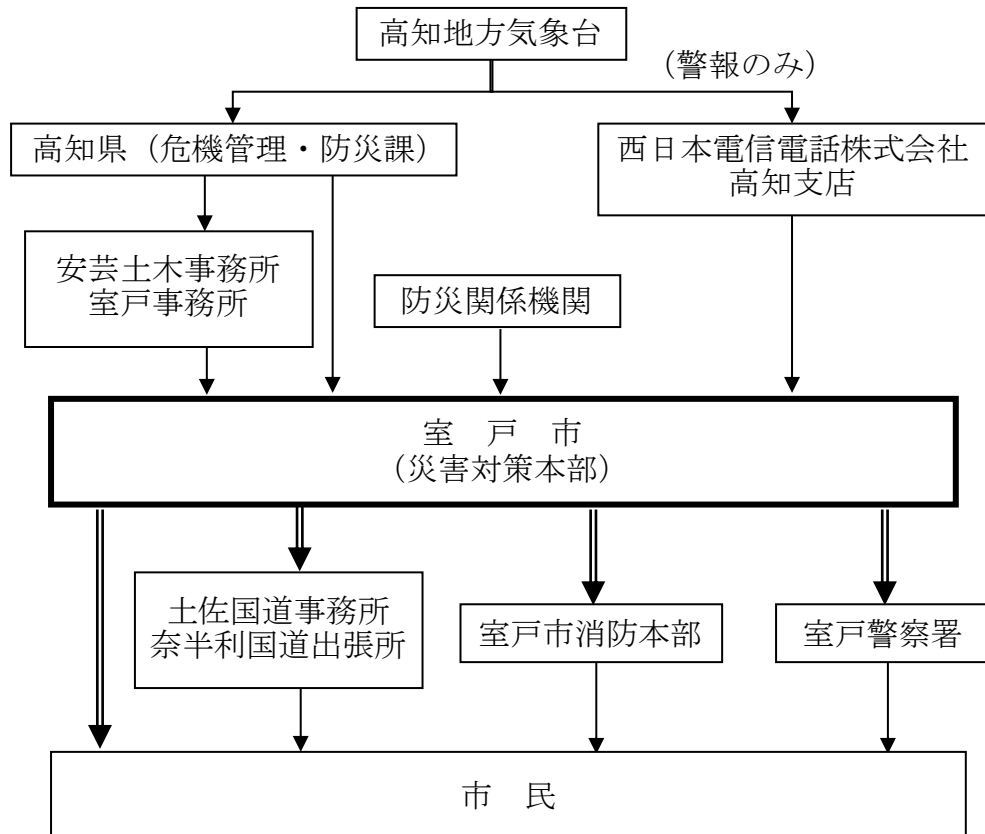 高知地方気象台
（警報のみ）
高知県（危機管理・防災課）
西日本電信電話株式会社
高知支店
安芸土木事務所
室戸事務所
防災関係機関
室　戸　市
（災害対策本部）
土佐国道事務所
奈半利国道出張所
室戸市消防本部
室戸警察署
市　民